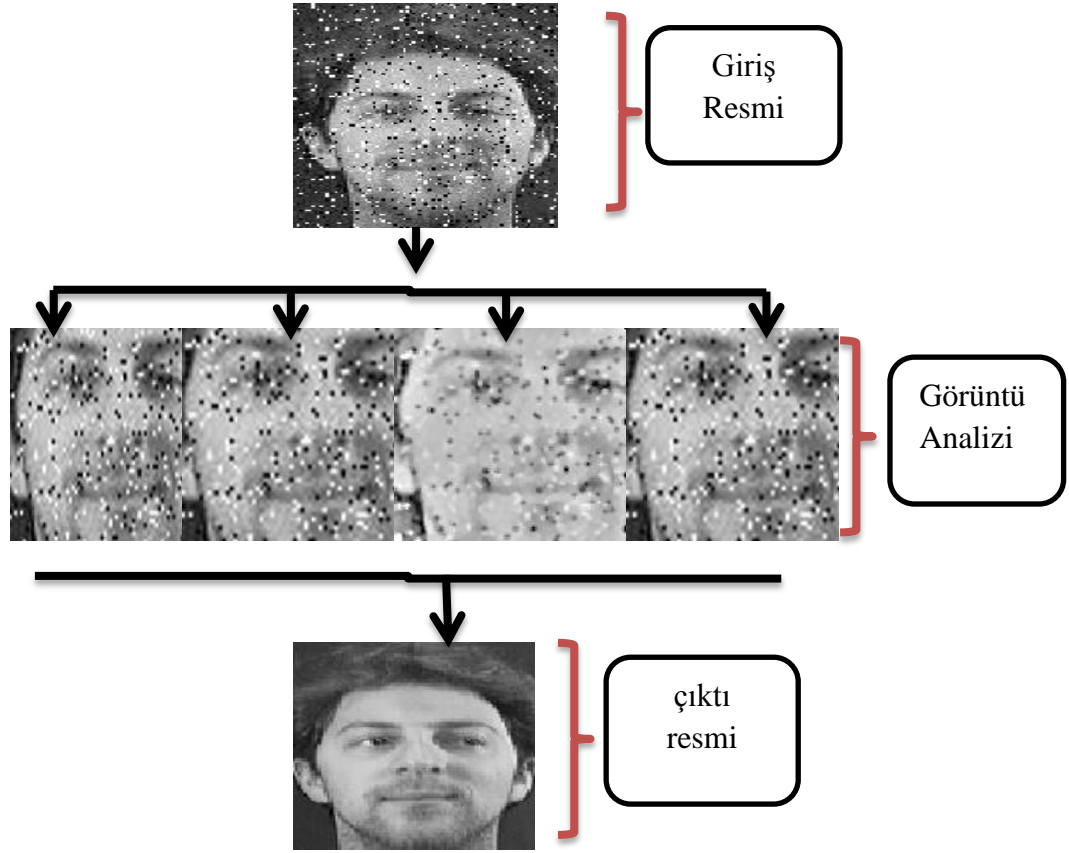 Giriş
Resmi
Görüntü
Analizi
çıktı
resmi